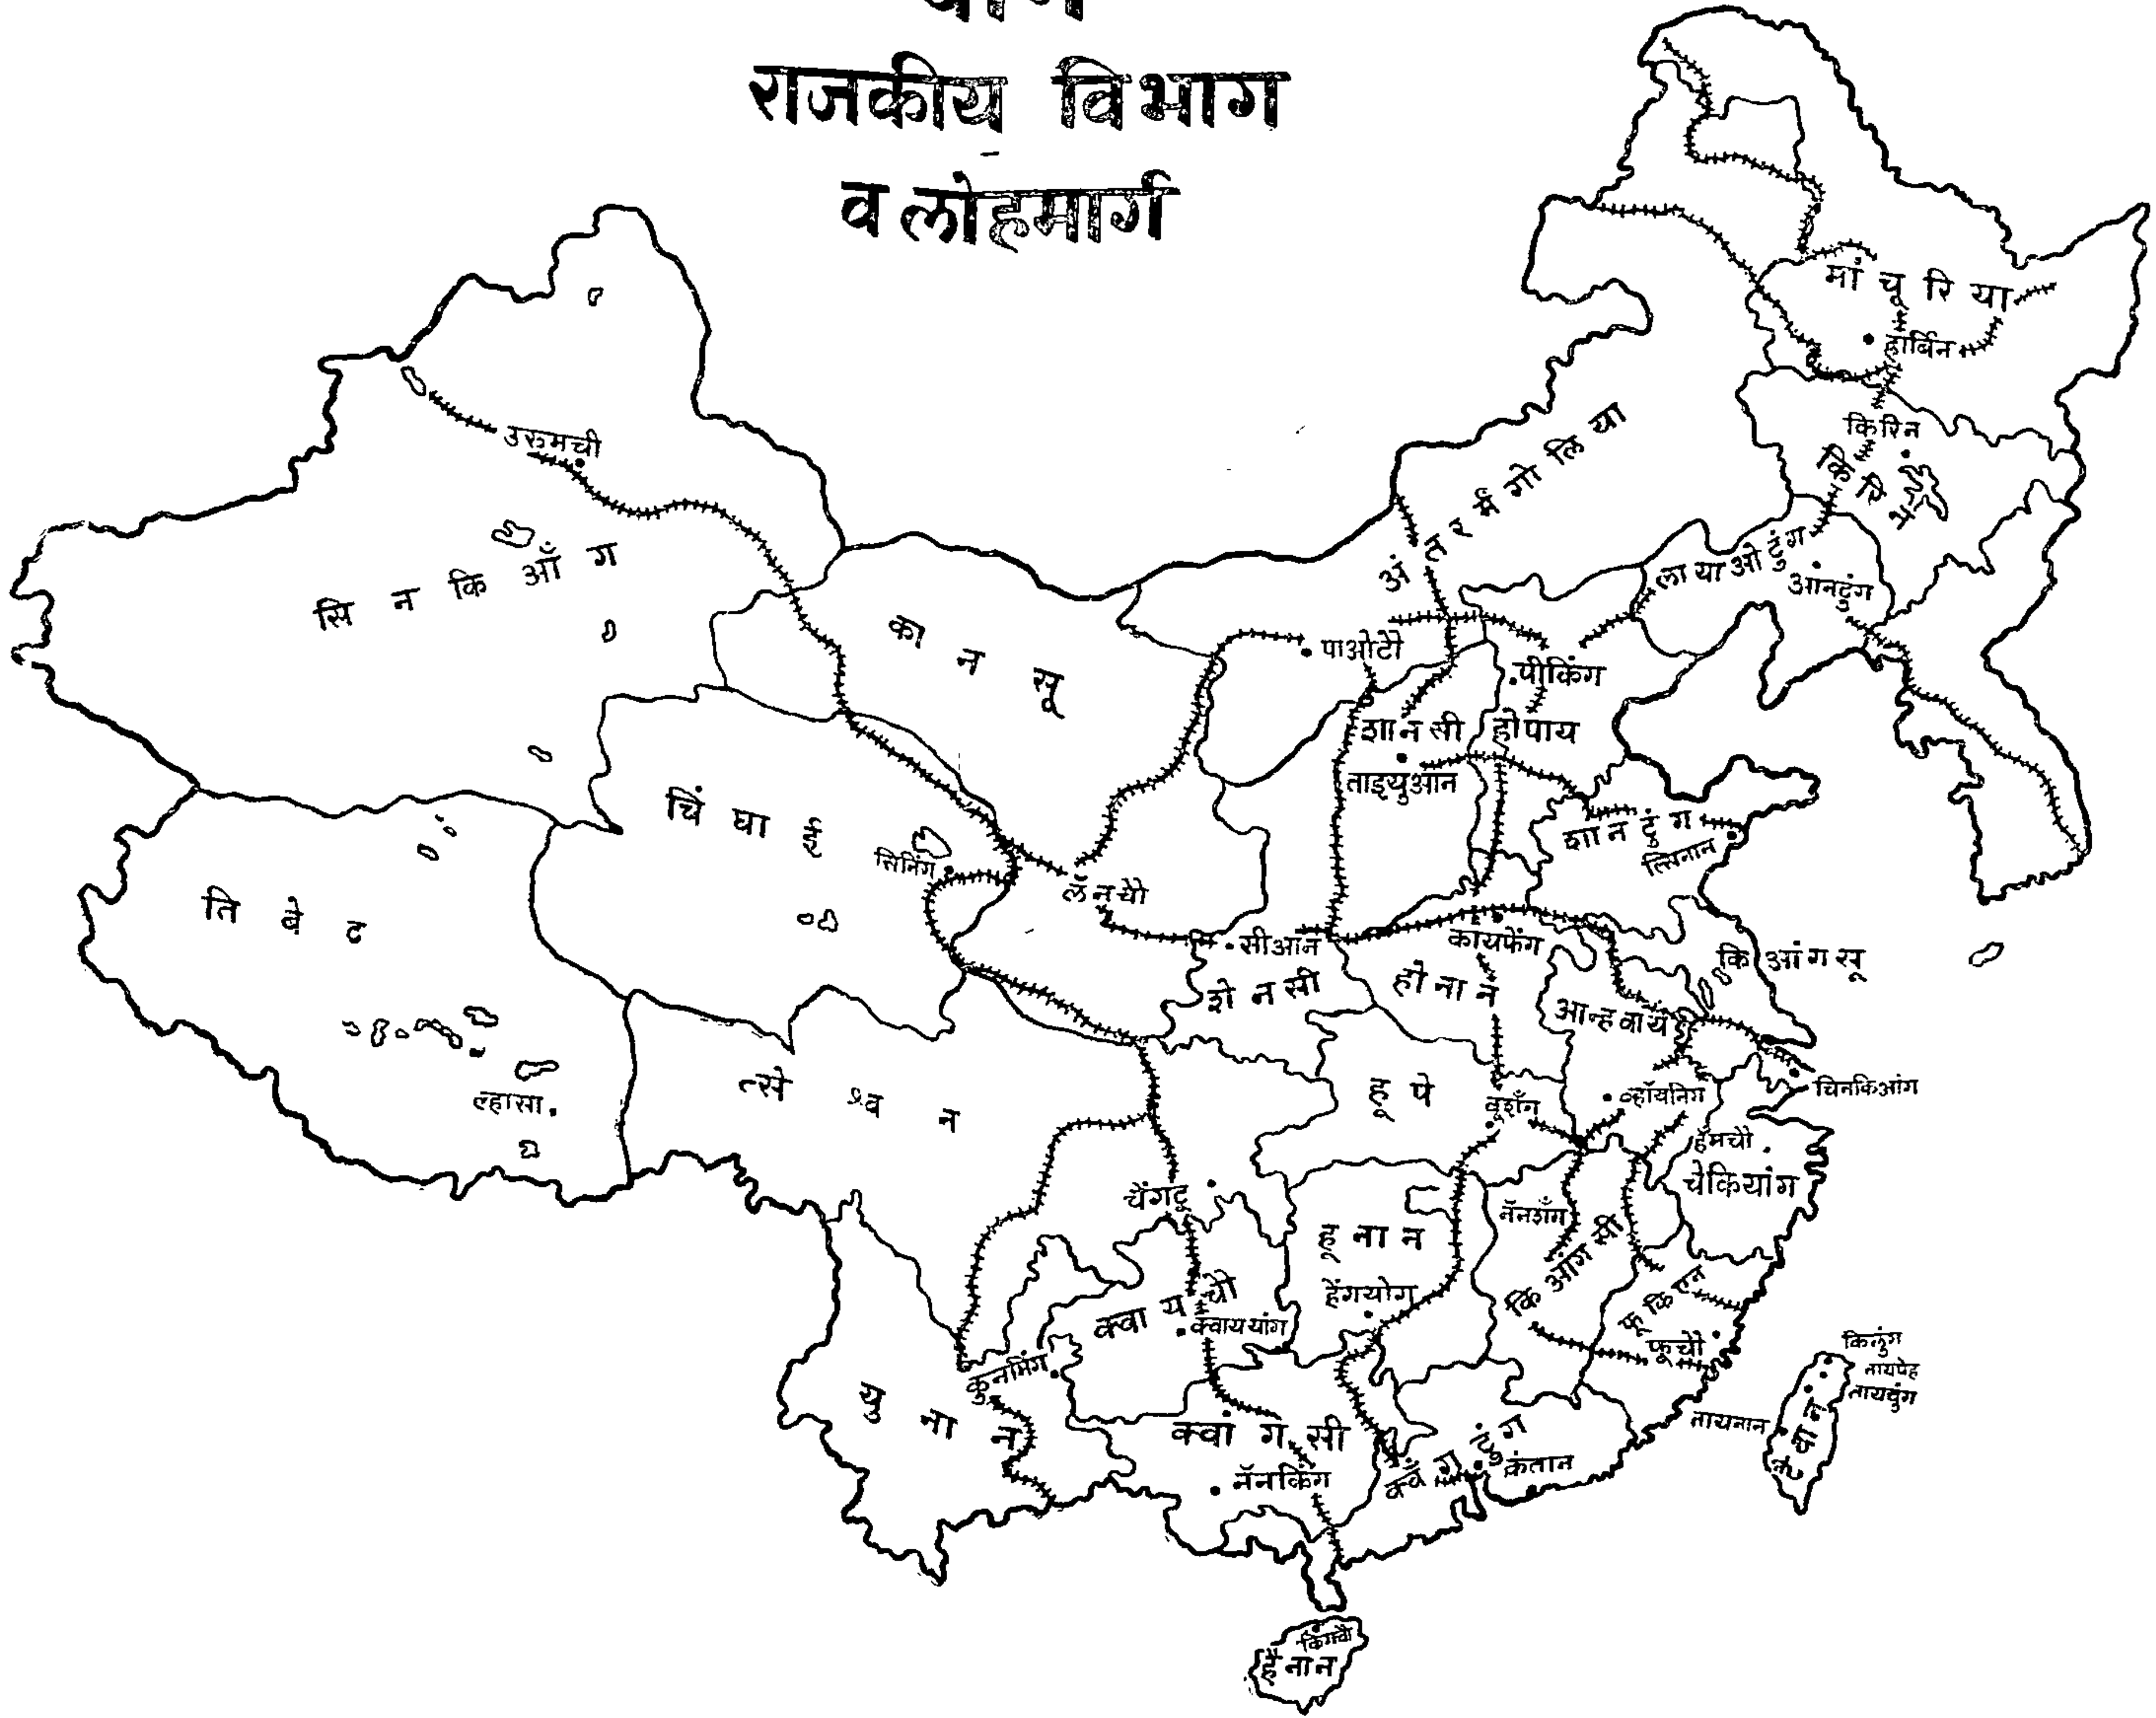 राजकीय विभाग
व लोहमार्ग
मांचूरिया
हार्बिन
किरिन
किरिन
अंतर मंगोलिया
लायाओटुंग
आनटुंग
उरूमची
सिनकिआँग
कानसू
पाओटौ
पीकिंग
शानसी
होपाय
ताइयुआन
शानटुंग
त्सिनान
चिंघाई
सिनिंग
लॅनचौ
तिबेट
ल्हासा
सीआन
शेनसी
कायफेंग
होनान
किआंगसू
आन्हवाय
हूपे
वूशँग
व्हॉयनिंग
चिनकिआंग
हँमचौ
चेकियांग
त्सेश्वन
चेंगटू
हूनान
हेंगयोग
नॅनशँग
किआंगसी
फूकिएन
फूचौ
क्वायचौ
क्वाययांग
कुनमिंग
युनान
क्वांगसी
नॅनकिंग
क्वँगटुंग
कंतान
किलुंग
तायपेह
तायचुंग
तायनान
किंगचौ
हैनान